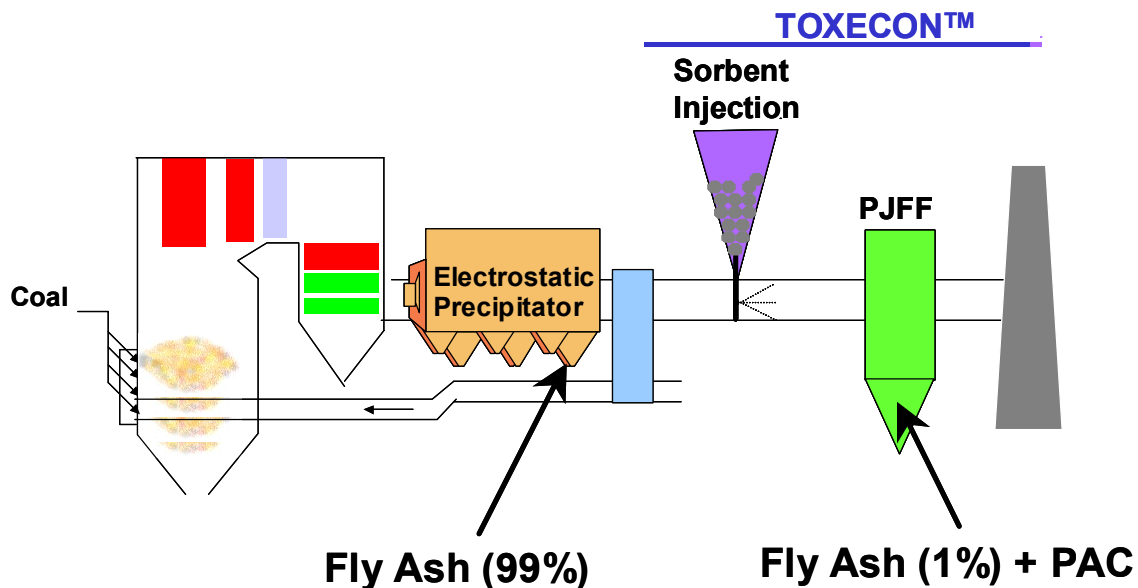 TOXECON™
Sorbent
Injection
PJFF
Electrostatic
Precipitator
Coal
Fly Ash (99%)
Fly Ash (1%) + PAC